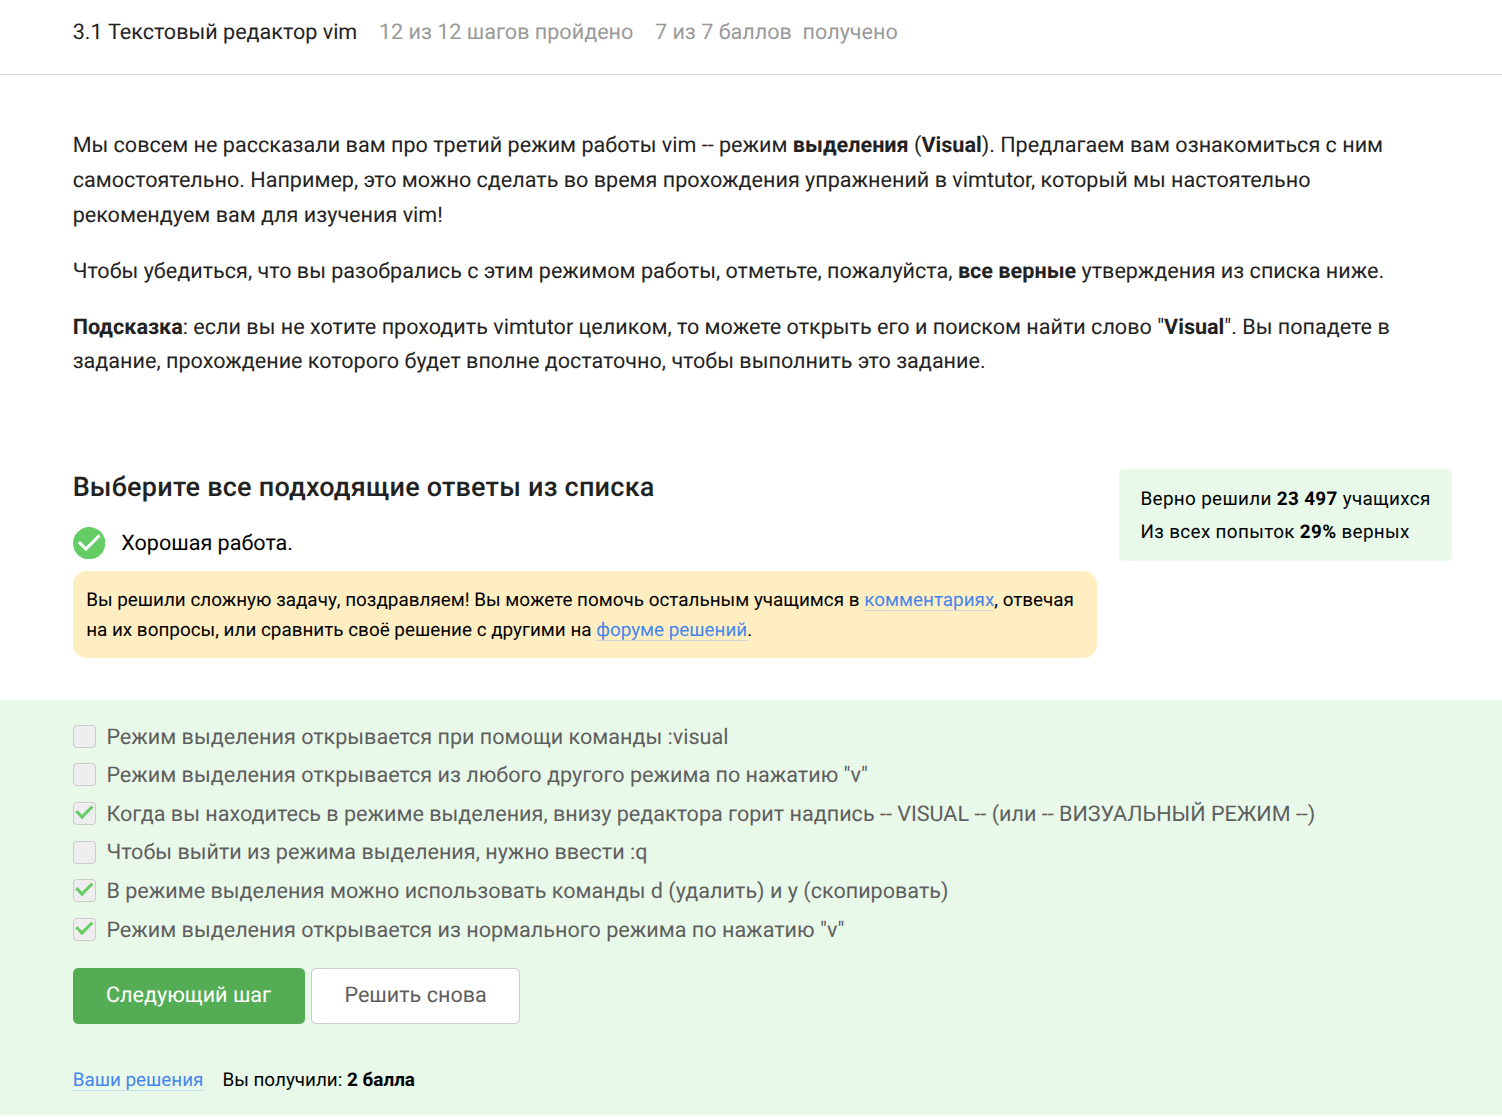 3.1 Текстовый редактор vim 12 из 12 шагов пройдено 7 из 7 баллов получено
Мы совсем не рассказали вам про третий режим работы vim -- режим выделения (Visual). Предлагаем вам ознакомиться с ним
самостоятельно. Например, это можно сделать во время прохождения упражнений в vimtutor, который мы настоятельно
рекомендуем вам для изучения vim!
Чтобы убедиться, что вы разобрались с этим режимом работы, отметьте, пожалуйста, все верные утверждения из списка ниже.
Подсказка: если вы не хотите проходить vimtutor целиком, то можете открыть его и поиском найти слово "Visual". Вы попадете в
задание, прохождение которого будет вполне достаточно, чтобы выполнить это задание.
Выберите все подходящие ответы из списка
Верно решили 23 497 учащихся
Из всех попыток 29% верных
Хорошая работа.
Вы решили сложную задачу, поздравляем! Вы можете помочь остальным учащимся в комментариях, отвечая
на их вопросы, или сравнить своё решение с другими на форуме решений.
Режим выделения открывается при помощи команды :visual
Режим выделения открывается из любого другого режима по нажатию "v"
Когда вы находитесь в режиме выделения, внизу редактора горит надпись -- VISUAL -- (или -- ВИЗУАЛЬНЫЙ РЕЖИМ --)
Чтобы выйти из режима выделения, нужно ввести :q
В режиме выделения можно использовать команды d (удалить) и y (скопировать)
Режим выделения открывается из нормального режима по нажатию "v"
Следующий шаг Решить снова
Ваши решения Вы получили: 2 балла